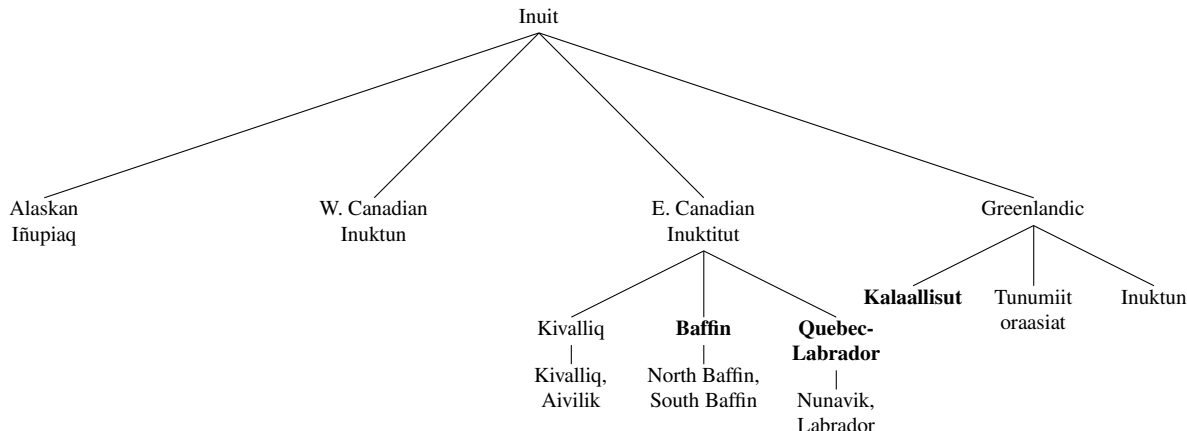 Inuit
Alaskan
Iñupiaq
W. Canadian
Inuktun
E. Canadian
Inuktitut
Greenlandic
Kalaallisut
Tunumiit
oraasiat
Inuktun
Kivalliq
Baffin
Quebec-
Labrador
Kivalliq,
Aivilik
North Baffin,
South Baffin
Nunavik,
Labrador